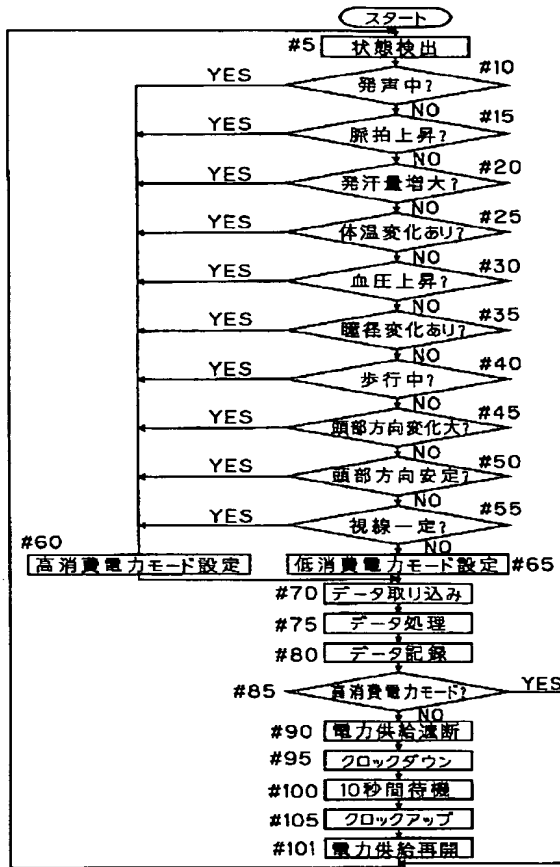 スタート
#5 状態検出
YES 発声中? #10
NO
YES 脈拍上昇? #15
NO
YES 発汗量増大? #20
NO
YES 体温変化あり? #25
NO
YES 血圧上昇? #30
NO
YES 瞳径変化あり? #35
NO
YES 歩行中? #40
NO
YES 頭部方向変化大? #45
NO
YES 頭部方向安定? #50
NO
YES 視線一定? #55
NO
#60 高消費電力モード設定
低消費電力モード設定 #65
#70 データ取り込み
#75 データ処理
#80 データ記録
#85 高消費電力モード? YES
NO
#90 電力供給遮断
#95 クロックダウン
#100 10秒間待機
#105 クロックアップ
#101 電力供給再開